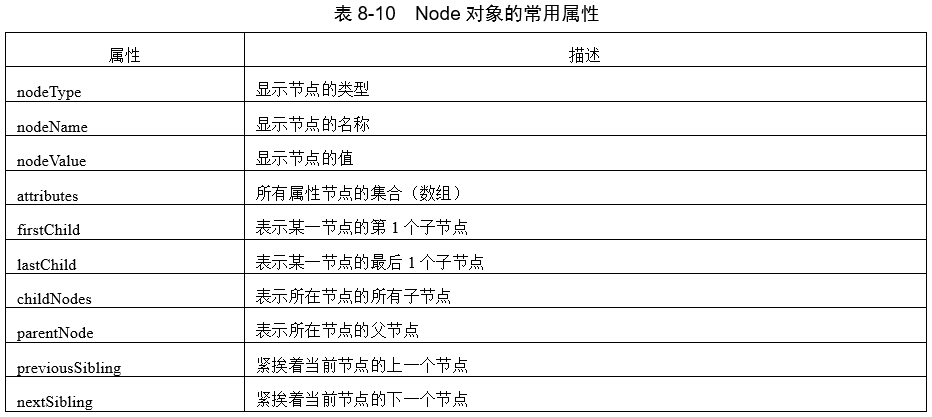 表 8-10 Node 对象的常用属性
属性 描述
nodeType 显示节点的类型
nodeName 显示节点的名称
nodeValue 显示节点的值
attributes 所有属性节点的集合（数组）
firstChild 表示某一节点的第 1 个子节点
lastChild 表示某一节点的最后 1 个子节点
childNodes 表示所在节点的所有子节点
parentNode 表示所在节点的父节点
previousSibling 紧挨着当前节点的上一个节点
nextSibling 紧挨着当前节点的下一个节点